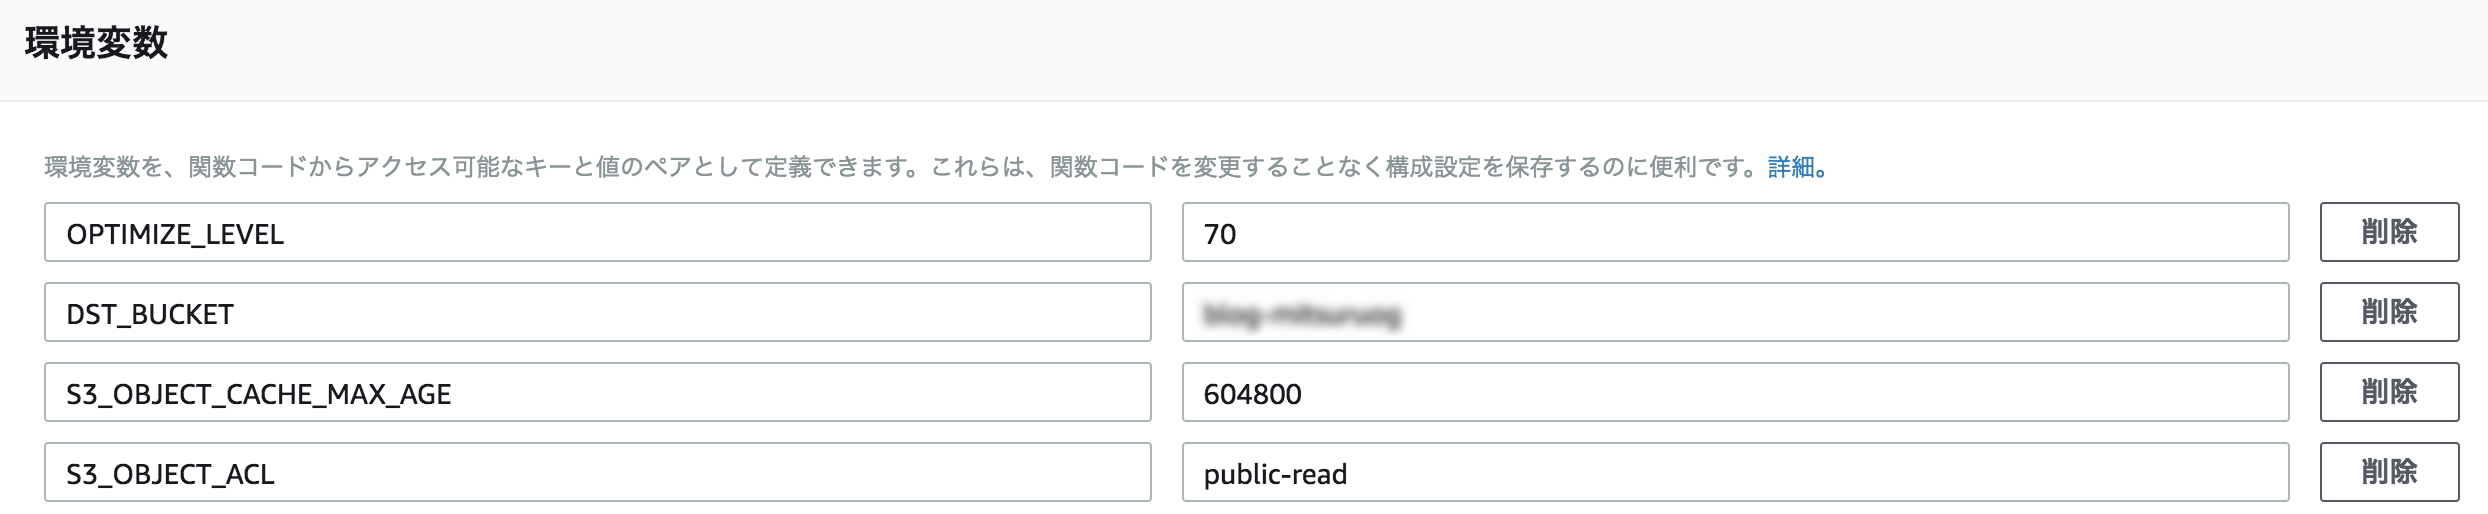 環境変数
環境変数を、関数コードからアクセス可能なキーと値のペアとして定義できます。これらは、関数コードを変更することなく構成設定を保存するのに便利です。詳細。
OPTIMIZE_LEVEL 70 削除
DST_BUCKET 削除
S3_OBJECT_CACHE_MAX_AGE 604800 削除
S3_OBJECT_ACL public-read 削除